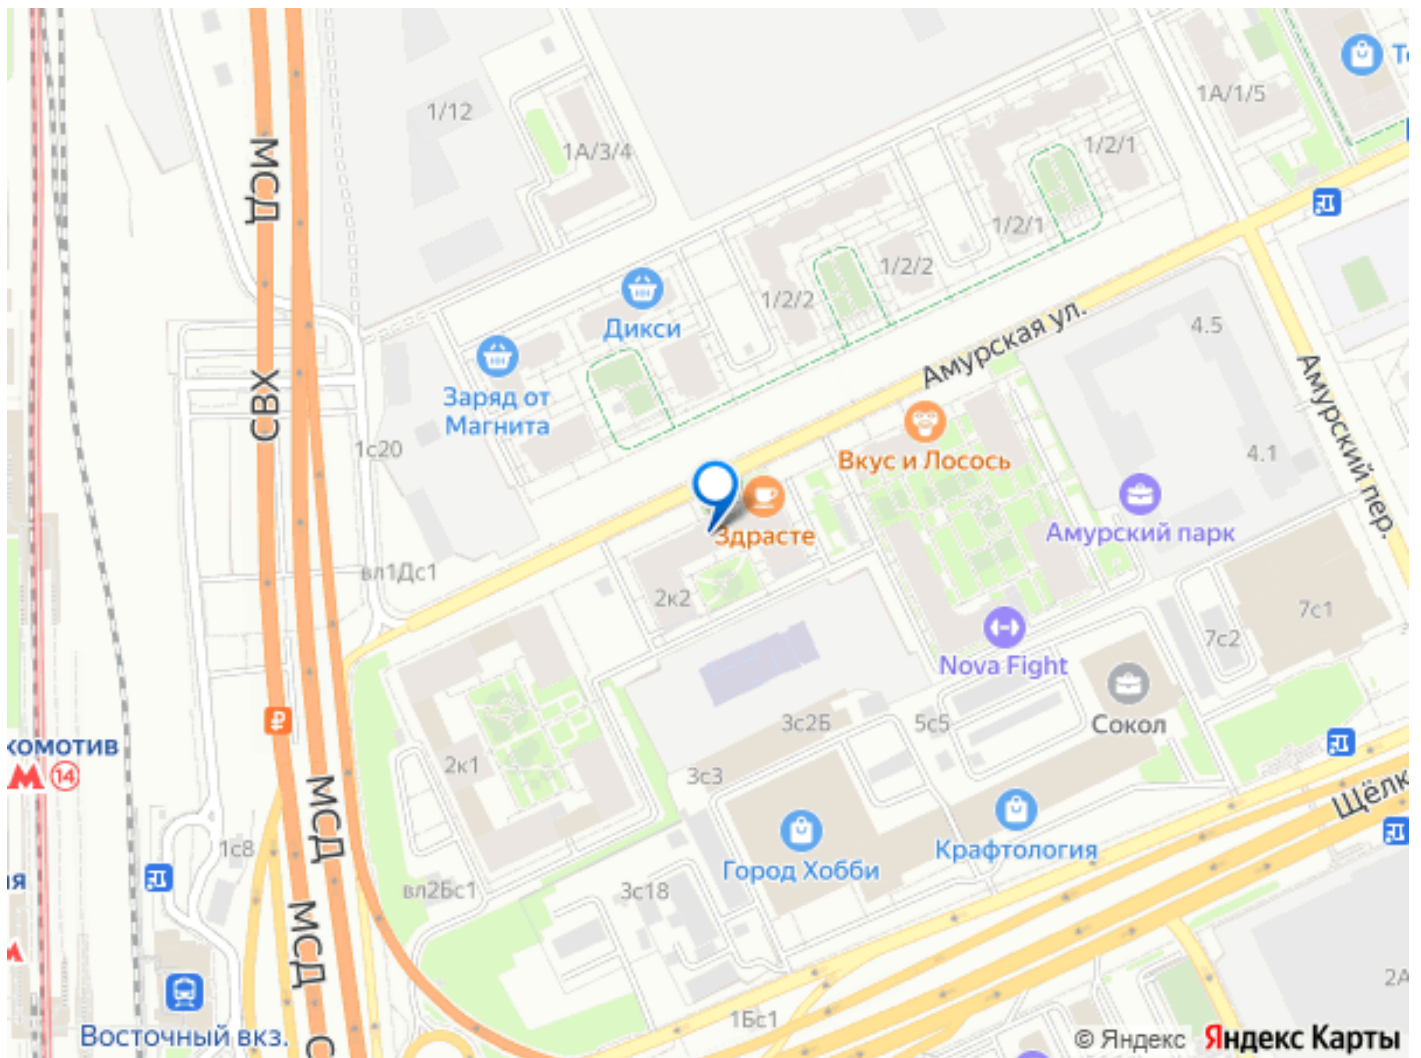 1/12
1А/3/4
1А/1/5
1/2/1
1/2/1
1/2/2
1/2/2
МСД
Дикси
Заряд от
Магнита
СВХ
1с20
Амурская ул.
4.5
Амурский пер.
4.1
Вкус и Лосось
Амурский парк
Здрасте
вл1Дс1
2к2
7с1
7с2
Nova Fight
Сокол
3с2Б
5с5
3с3
2к1
₽
комотив
14
МСД
Щёлк
Город Хобби
Крафтология
1с8
вл2Бс1
3с18
МСД
я
2А
1Бс1
Восточный вкз.
С
© Яндекс
Яндекс Карты